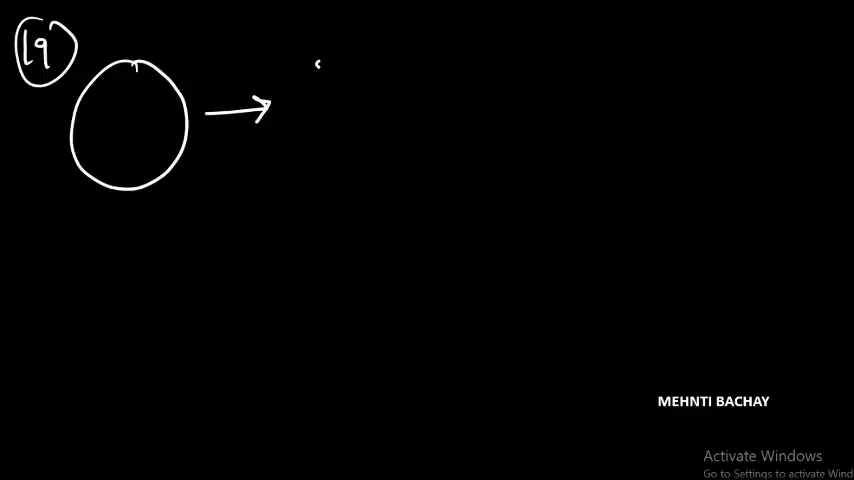 19
MEHNTI BACHAY
Activate Windows
Go to Settings to activate Wind